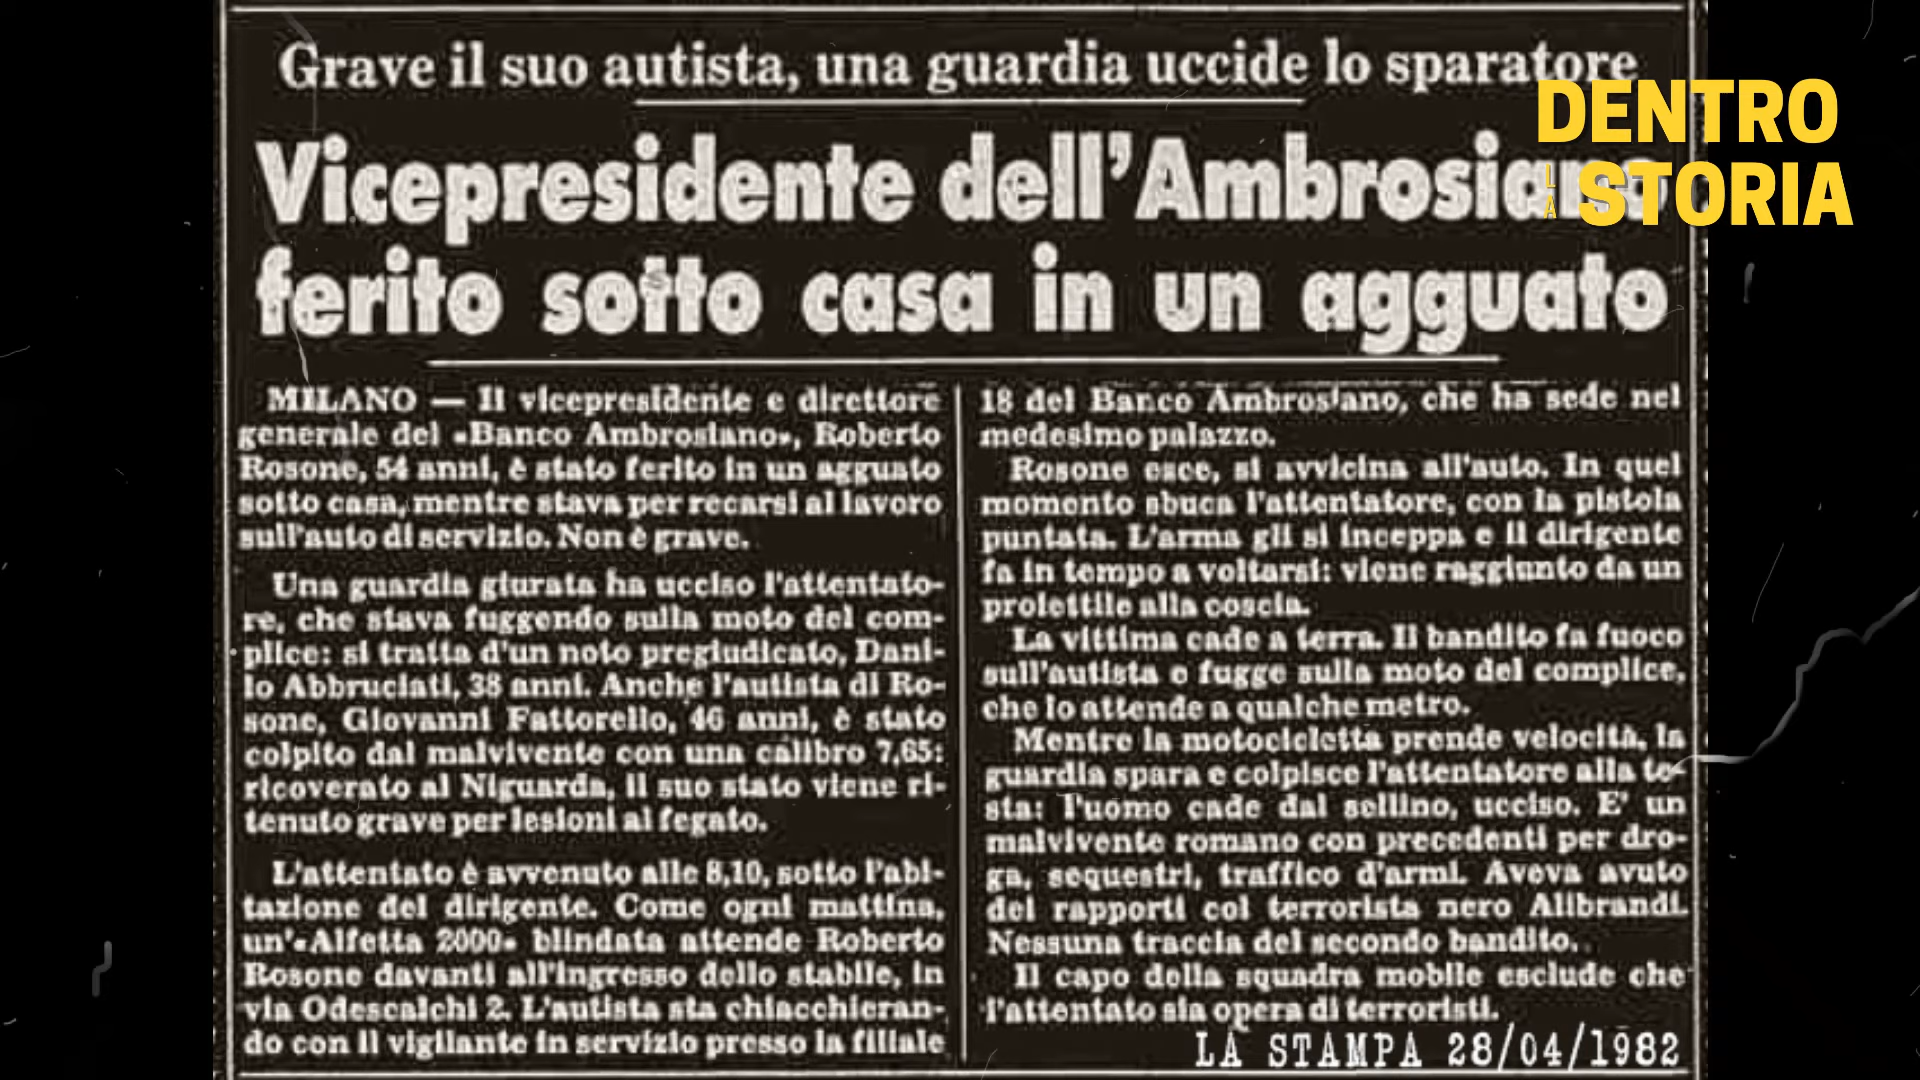 Grave il suo autista, una guardia uccide lo sparatore
DENTRO
LA STORIA
Vicepresidente dell'Ambrosiano
ferito sotto casa in un agguato
MILANO — Il vicepresidente e direttore
generale del «Banco Ambrosiano», Roberto
Rosone, 54 anni, è stato ferito in un agguato
sotto casa, mentre stava per recarsi al lavoro
sull'auto di servizio. Non è grave.
Una guardia giurata ha ucciso l'attentato-
re, che stava fuggendo sulla moto del com-
plice: si tratta d'un noto pregiudicato, Dani-
lo Abbruciati, 38 anni. Anche l'autista di Ro-
sone, Giovanni Fattorello, 46 anni, è stato
colpito dal malvivente con una calibro 7,65:
ricoverato al Niguarda, il suo stato viene ri-
tenuto grave per lesioni al fegato.
L'attentato è avvenuto alle 8,10, sotto l'abi-
tazione del dirigente. Come ogni mattina,
un'«Alfetta 2000» blindata attende Roberto
Rosone davanti all'ingresso dello stabile, in
via Odescalchi 2. L'autista sta chiacchieran-
do con il vigilante in servizio presso la filiale
18 del Banco Ambrosiano, che ha sede nel
medesimo palazzo.
Rosone esce, si avvicina all'auto. In quel
momento sbuca l'attentatore, con la pistola
puntata. L'arma gli si inceppa e il dirigente
fa in tempo a voltarsi: viene raggiunto da un
proiettile alla coscia.
La vittima cade a terra. Il bandito fa fuoco
sull'autista e fugge sulla moto del complice,
che lo attende a qualche metro.
Mentre la motocicletta prende velocità, la
guardia spara e colpisce l'attentatore alla te-
sta: l'uomo cade dal sellino, ucciso. E' un
malvivente romano con precedenti per dro-
ga, sequestri, traffico d'armi. Aveva avuto
dei rapporti col terrorista nero Alibrandi.
Nessuna traccia del secondo bandito.
Il capo della squadra mobile esclude che
l'attentato sia opera di terroristi.
LA STAMPA 28/04/1982